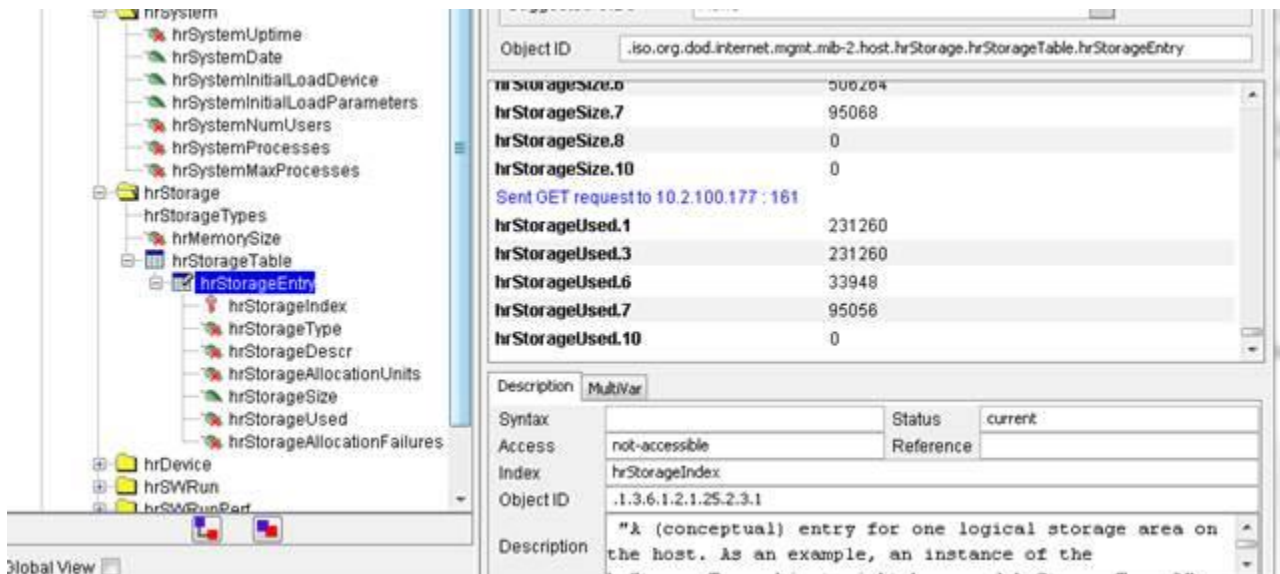 hrSystem
hrSystemUptime
hrSystemDate
hrSystemInitialLoadDevice
hrSystemInitialLoadParameters
hrSystemNumUsers
hrSystemProcesses
hrSystemMaxProcesses
hrStorage
hrStorageTypes
hrMemorySize
hrStorageTable
hrStorageEntry
hrStorageIndex
hrStorageType
hrStorageDescr
hrStorageAllocationUnits
hrStorageSize
hrStorageUsed
hrStorageAllocationFailures
hrDevice
hrSWRun
hrSWRunPerf
Global View
Object ID .iso.org.dod.internet.mgmt.mib-2.host.hrStorage.hrStorageTable.hrStorageEntry
hrStorageSize.6 506264
hrStorageSize.7 95068
hrStorageSize.8 0
hrStorageSize.10 0
Sent GET request to 10.2.100.177 : 161
hrStorageUsed.1 231260
hrStorageUsed.3 231260
hrStorageUsed.6 33948
hrStorageUsed.7 95056
hrStorageUsed.10 0
Description MultiVar
Syntax Status current
Access not-accessible Reference
Index hrStorageIndex
Object ID .1.3.6.1.2.1.25.2.3.1
Description "A (conceptual) entry for one logical storage area on
the host. As an example, an instance of the